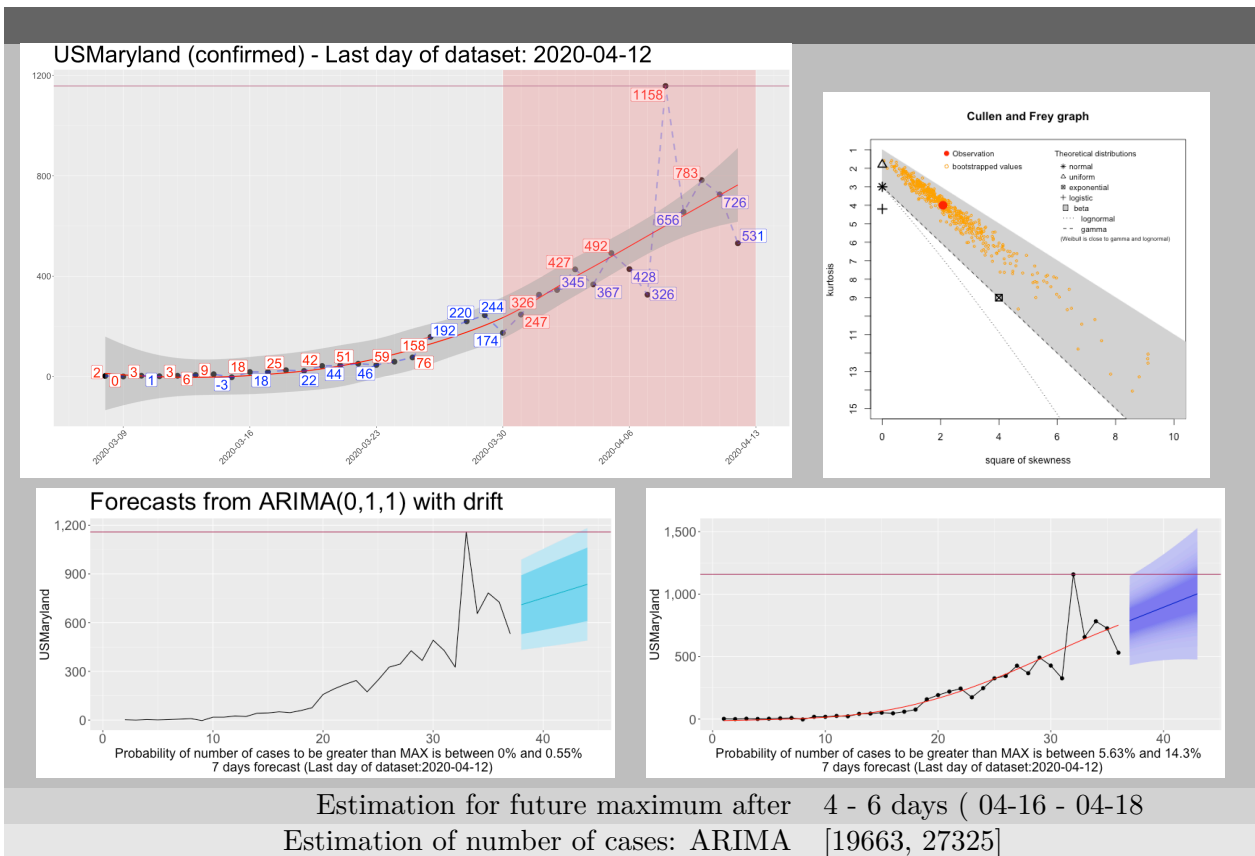 USMaryland (confirmed) - Last day of dataset: 2020-04-12
1200
800
400
0
2
0
3
1
3
6
9
-3
18
18
25
22
42
44
51
46
59
76
158
192
220
244
174
247
326
345
427
367
492
428
326
1158
656
783
726
531
2020-03-09
2020-03-16
2020-03-23
2020-03-30
2020-04-06
2020-04-13
Cullen and Frey graph
Observation
bootstrapped values
Theoretical distributions
normal
uniform
exponential
logistic
beta
lognormal
gamma
(Weibull is close to gamma and lognormal)
kurtosis
1
2
3
4
5
6
7
8
9
11
13
15
0 2 4 6 8 10
square of skewness
Forecasts from ARIMA(0,1,1) with drift
USMaryland
1,200
900
600
300
0
0 10 20 30 40
Probability of number of cases to be greater than MAX is between 0% and 0.55%
7 days forecast (Last day of dataset:2020-04-12)
USMaryland
1,500
1,000
500
0
0 10 20 30 40
Probability of number of cases to be greater than MAX is between 5.63% and 14.3%
7 days forecast (Last day of dataset:2020-04-12)
Estimation for future maximum after 4 - 6 days ( 04-16 - 04-18
Estimation of number of cases: ARIMA [19663, 27325]